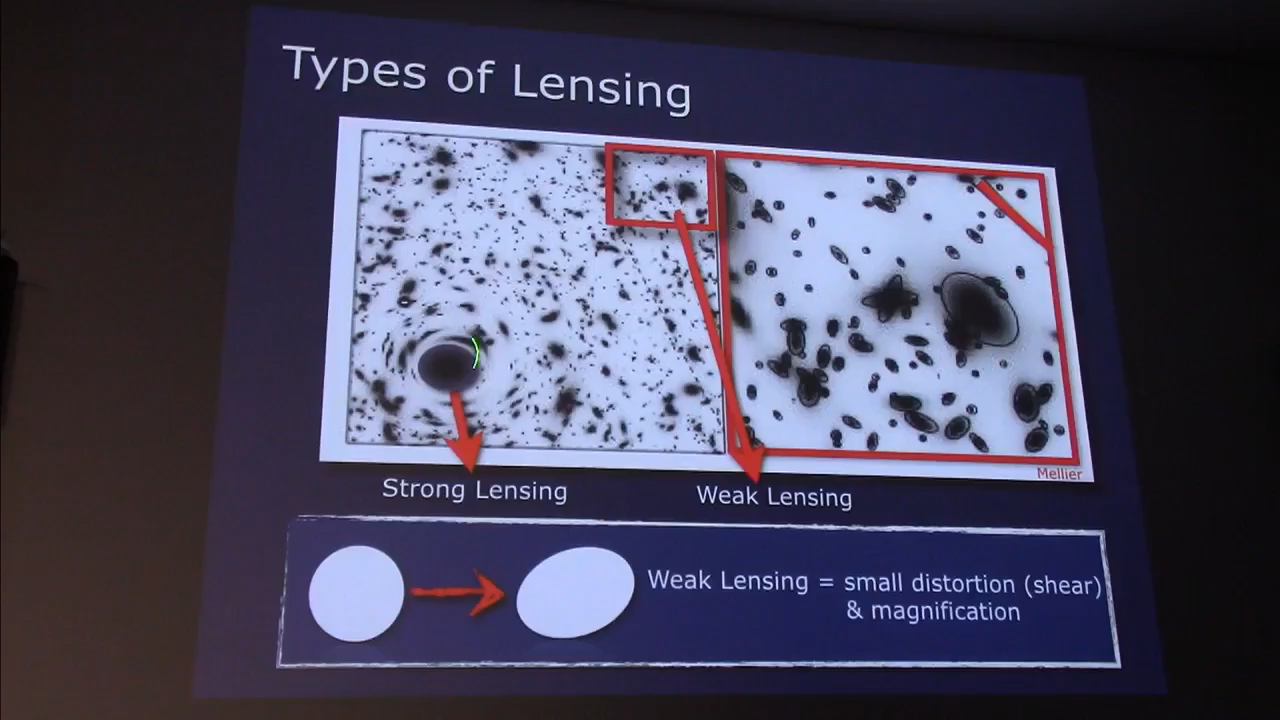 Types of Lensing
Mellier
Strong Lensing
Weak Lensing
Weak Lensing = small distortion (shear)
& magnification